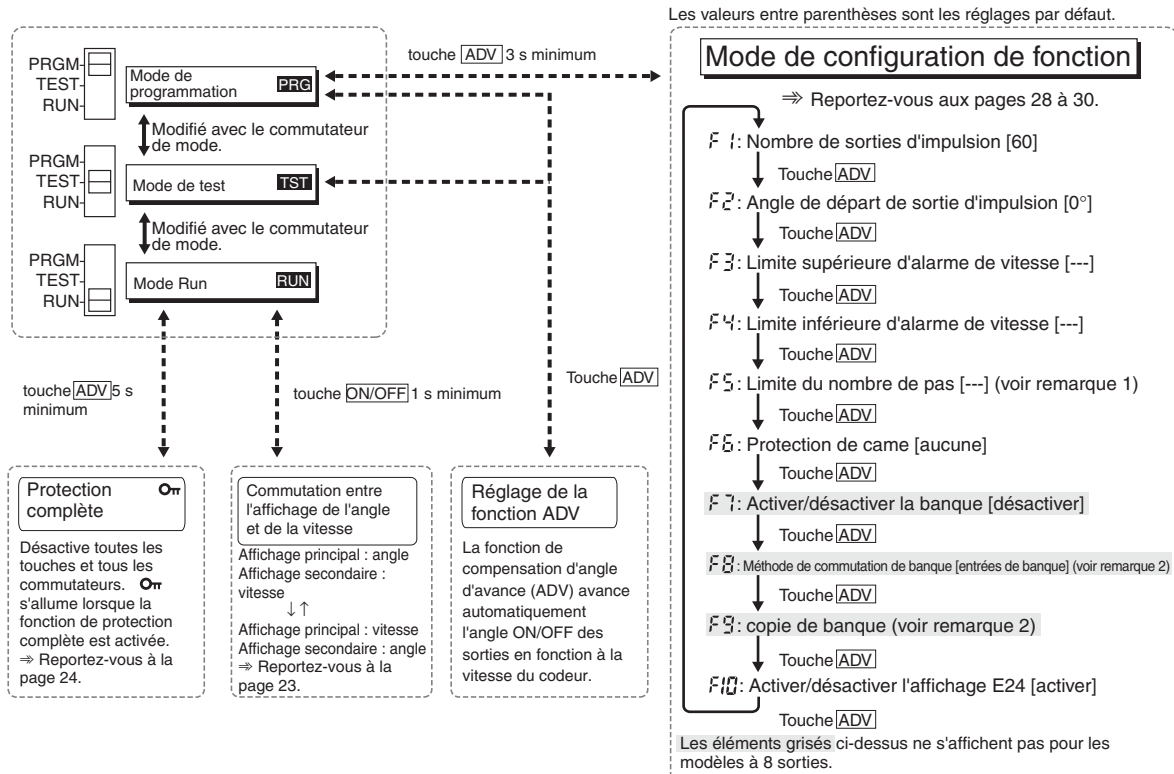 Les valeurs entre parenthèses sont les réglages par défaut.
PRGM
TEST
RUN
Mode de
programmation
PRG
touche ADV 3 s minimum
Modifié avec le commutateur
de mode.
PRGM
TEST
RUN
Mode de test
TST
Modifié avec le commutateur
de mode.
PRGM
TEST
RUN
Mode Run
RUN
touche ADV 5 s
minimum
touche ON/OFF 1 s minimum
Touche ADV
Protection
complète
Désactive toutes les
touches et tous les
commutateurs.
s'allume lorsque la
fonction de protection
complète est activée.
⇒ Reportez-vous à la
page 24.
Commutation entre
l'affichage de l'angle
et de la vitesse
Affichage principal : angle
Affichage secondaire :
vitesse
↓↑
Affichage principal : vitesse
Affichage secondaire : angle
⇒ Reportez-vous à la
page 23.
Réglage de la
fonction ADV
La fonction de
compensation d'angle
d'avance (ADV) avance
automatiquement
l'angle ON/OFF des
sorties en fonction à la
vitesse du codeur.
Mode de configuration de fonction
⇒ Reportez-vous aux pages 28 à 30.
F1: Nombre de sorties d'impulsion [60]
Touche ADV
F2: Angle de départ de sortie d'impulsion [0°]
Touche ADV
F3: Limite supérieure d'alarme de vitesse [---]
Touche ADV
F4: Limite inférieure d'alarme de vitesse [---]
Touche ADV
F5: Limite du nombre de pas [---] (voir remarque 1)
Touche ADV
F6: Protection de came [aucune]
Touche ADV
F7: Activer/désactiver la banque [désactiver]
Touche ADV
F8: Méthode de commutation de banque [entrées de banque] (voir remarque 2)
Touche ADV
F9: copie de banque (voir remarque 2)
Touche ADV
F10: Activer/désactiver l'affichage E24 [activer]
Touche ADV
Les éléments grisés ci-dessus ne s'affichent pas pour les
modèles à 8 sorties.